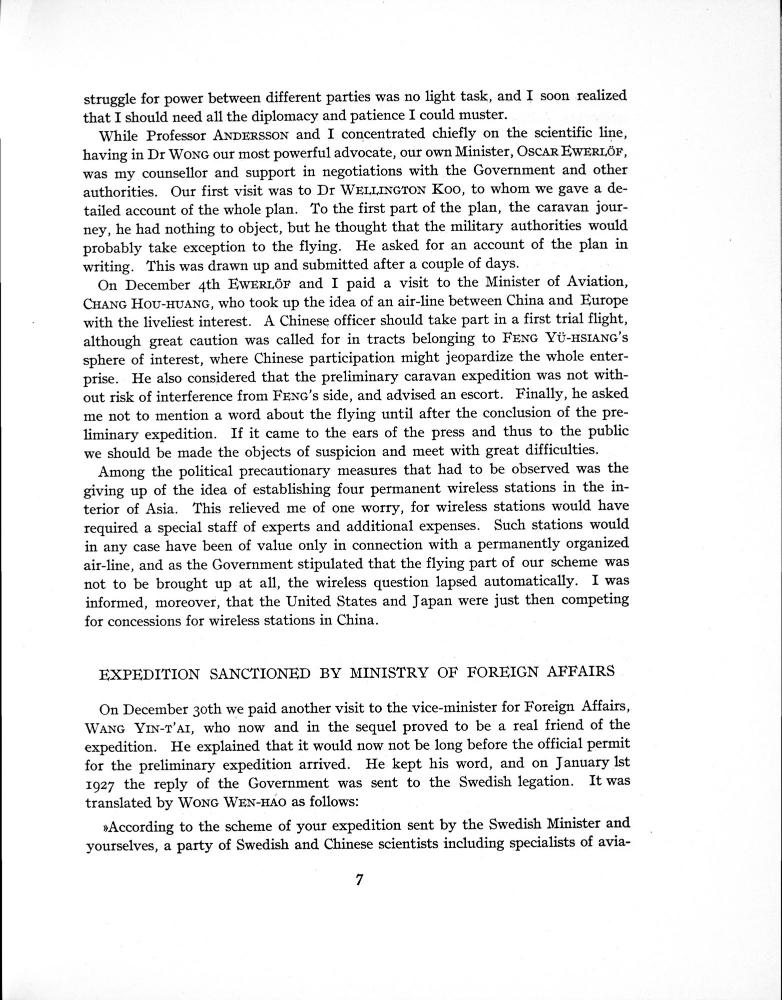 struggle for power between different parties was no light task, and I soon realized
that I should need all the diplomacy and patience I could muster.
While Professor ANDERSSON and I concentrated chiefly on the scientific line,
having in Dr WONG our most powerful advocate, our own Minister, OSCAR EWERLÖF,
was my counsellor and support in negotiations with the Government and other
authorities. Our first visit was to Dr WELLINGTON KOO, to whom we gave a de-
tailed account of the whole plan. To the first part of the plan, the caravan jour-
ney, he had nothing to object, but he thought that the military authorities would
probably take exception to the flying. He asked for an account of the plan in
writing. This was drawn up and submitted after a couple of days.
On December 4th EWERLÖF and I paid a visit to the Minister of Aviation,
CHANG HOU-HUANG, who took up the idea of an air-line between China and Europe
with the liveliest interest. A Chinese officer should take part in a first trial flight,
although great caution was called for in tracts belonging to FENG YÜ-HSIANG's
sphere of interest, where Chinese participation might jeopardize the whole enter-
prise. He also considered that the preliminary caravan expedition was not with-
out risk of interference from FENG's side, and advised an escort. Finally, he asked
me not to mention a word about the flying until after the conclusion of the pre-
liminary expedition. If it came to the ears of the press and thus to the public
we should be made the objects of suspicion and meet with great difficulties.
Among the political precautionary measures that had to be observed was the
giving up of the idea of establishing four permanent wireless stations in the in-
terior of Asia. This relieved me of one worry, for wireless stations would have
required a special staff of experts and additional expenses. Such stations would
in any case have been of value only in connection with a permanently organized
air-line, and as the Government stipulated that the flying part of our scheme was
not to be brought up at all, the wireless question lapsed automatically. I was
informed, moreover, that the United States and Japan were just then competing
for concessions for wireless stations in China.
EXPEDITION SANCTIONED BY MINISTRY OF FOREIGN AFFAIRS
On December 30th we paid another visit to the vice-minister for Foreign Affairs,
WANG YIN-T'AI, who now and in the sequel proved to be a real friend of the
expedition. He explained that it would now not be long before the official permit
for the preliminary expedition arrived. He kept his word, and on January 1st
1927 the reply of the Government was sent to the Swedish legation. It was
translated by WONG WEN-HAO as follows:
»According to the scheme of your expedition sent by the Swedish Minister and
yourselves, a party of Swedish and Chinese scientists including specialists of avia-
7